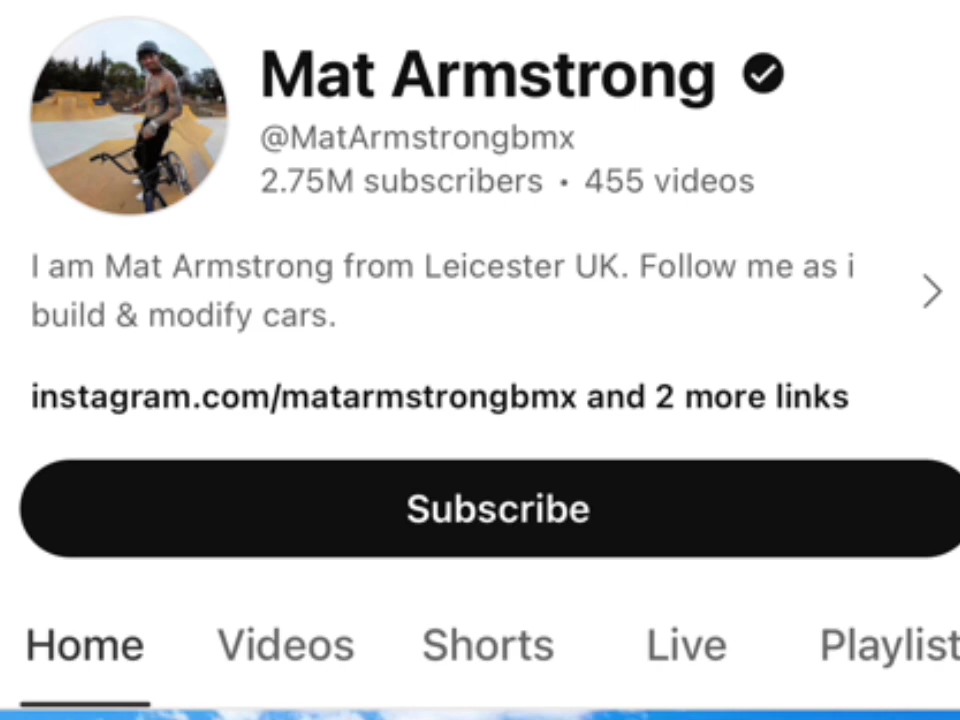 Mat Armstrong
@MatArmstrongbmx
2.75M subscribers • 455 videos
I am Mat Armstrong from Leicester UK. Follow me as i
build & modify cars.
instagram.com/matarmstrongbmx and 2 more links
Subscribe
Home Videos Shorts Live Playlist